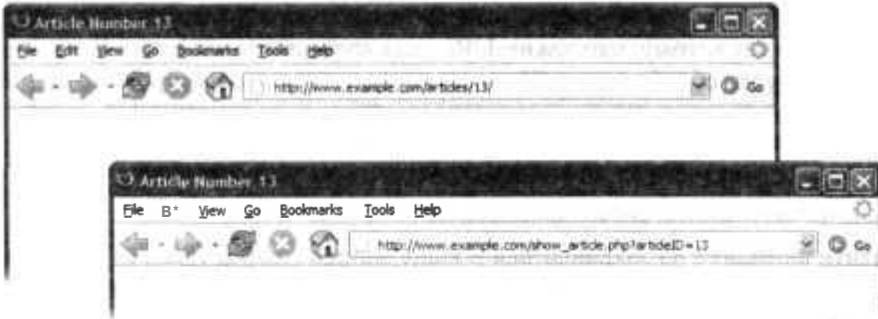 Article Number 13
File Edit View Go Bookmarks Tools Help
http://www.example.com/articles/13/ Go
Article Number 13
File B* View Go Bookmarks Tools Help
http://www.example.com/show_article.php?articleID=13 Go